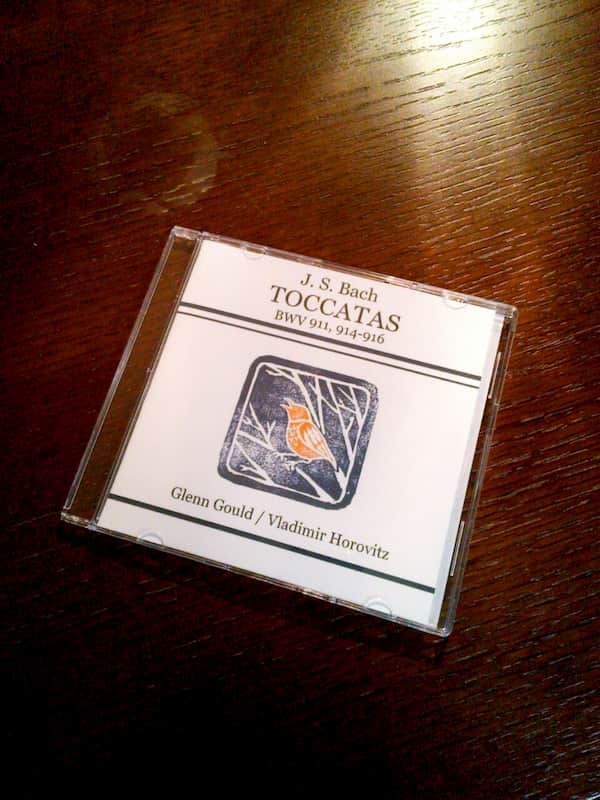 J. S. Bach
TOCCATAS
BWV 911, 914-916
Glenn Gould / Vladimir Horovitz